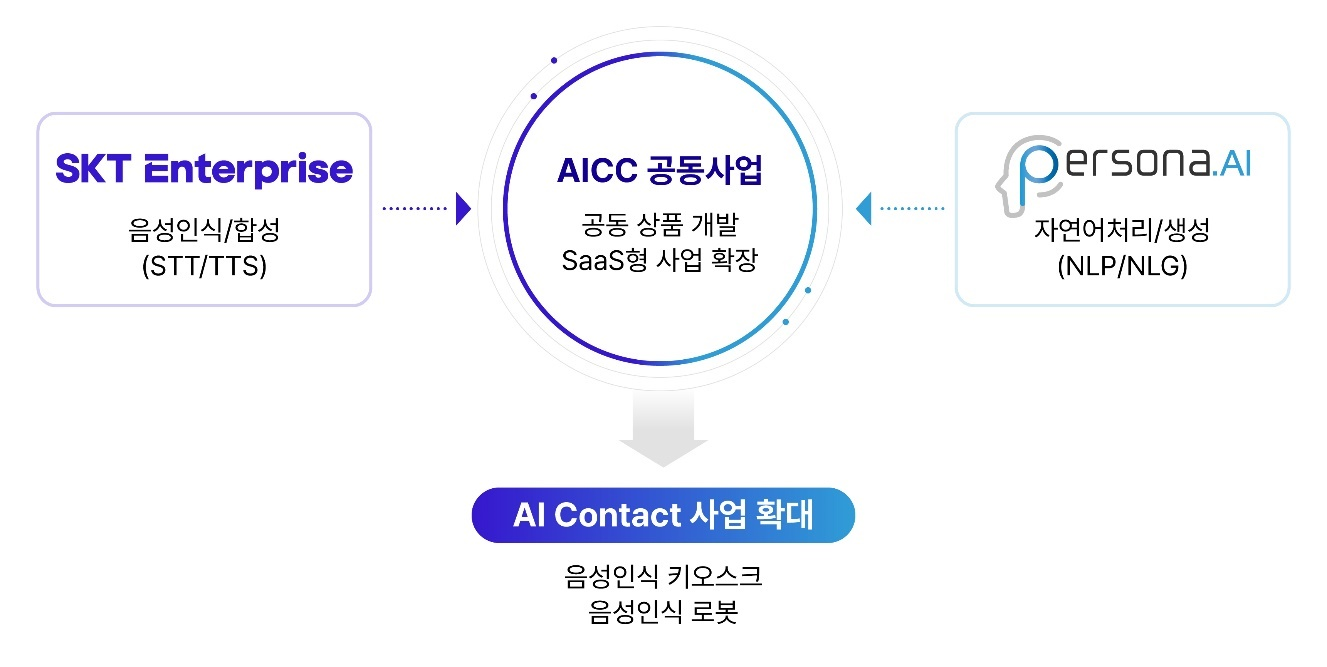 SKT Enterprise
음성인식/합성
(STT/TTS)
AICC 공동사업
공동 상품 개발
SaaS형 사업 확장
persona.AI
자연어처리/생성
(NLP/NLG)
AI Contact 사업 확대
음성인식 키오스크
음성인식 로봇